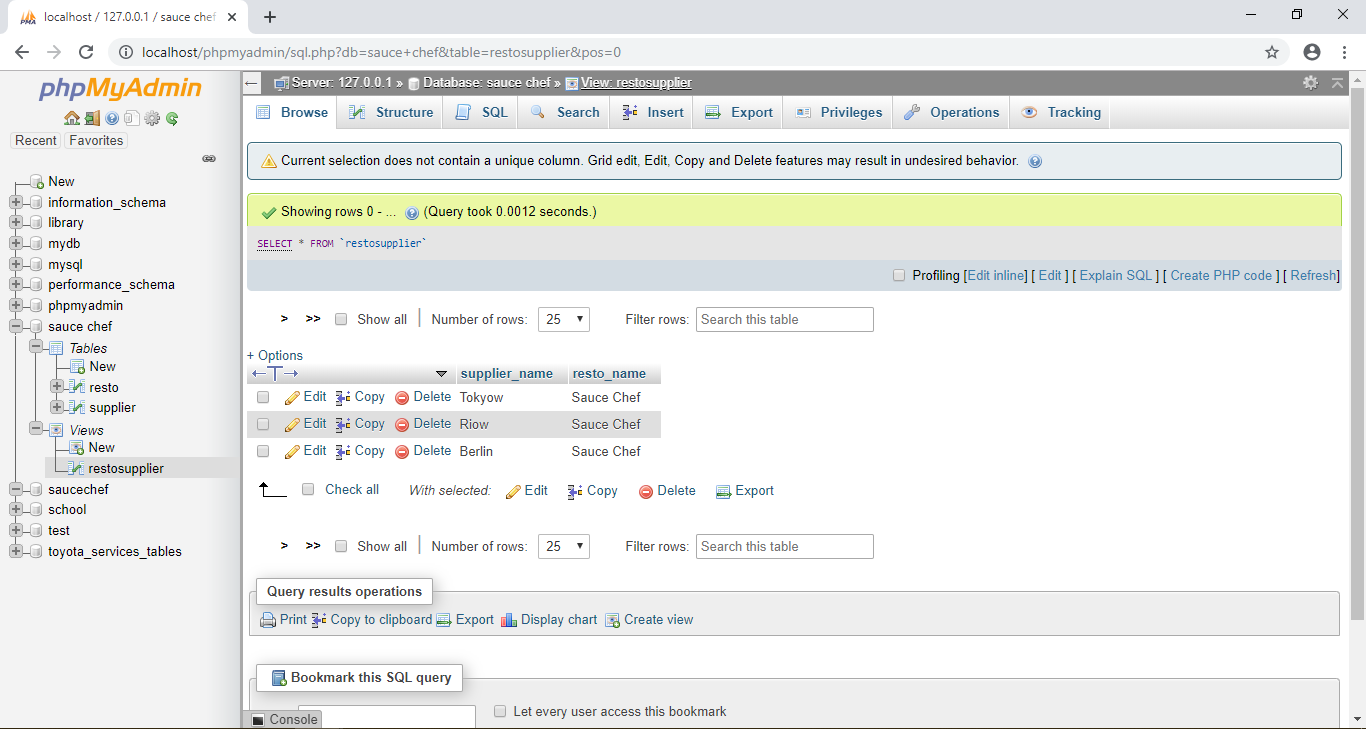 localhost / 127.0.0.1 / sauce chef
localhost/phpmyadmin/sql.php?db=sauce+chef&table=restosupplier&pos=0
phpMyAdmin
Recent Favorites
New
information_schema
library
mydb
mysql
performance_schema
phpmyadmin
sauce chef
Tables
New
resto
supplier
Views
New
restosupplier
saucechef
school
test
toyota_services_tables
Server: 127.0.0.1 » Database: sauce chef » View: restosupplier
Browse Structure SQL Search Insert Export Privileges Operations Tracking
Current selection does not contain a unique column. Grid edit, Edit, Copy and Delete features may result in undesired behavior.
Showing rows 0 - ... (Query took 0.0012 seconds.)
SELECT * FROM `restosupplier`
Profiling [Edit inline] [ Edit ] [ Explain SQL ] [ Create PHP code ] [ Refresh]
> >> Show all | Number of rows: 25 Filter rows: Search this table
+ Options
←T→ supplier_name resto_name
Edit Copy Delete Tokyow Sauce Chef
Edit Copy Delete Riow Sauce Chef
Edit Copy Delete Berlin Sauce Chef
Check all With selected: Edit Copy Delete Export
> >> Show all | Number of rows: 25 Filter rows: Search this table
Query results operations
Print Copy to clipboard Export Display chart Create view
Bookmark this SQL query
Let every user access this bookmark
Console